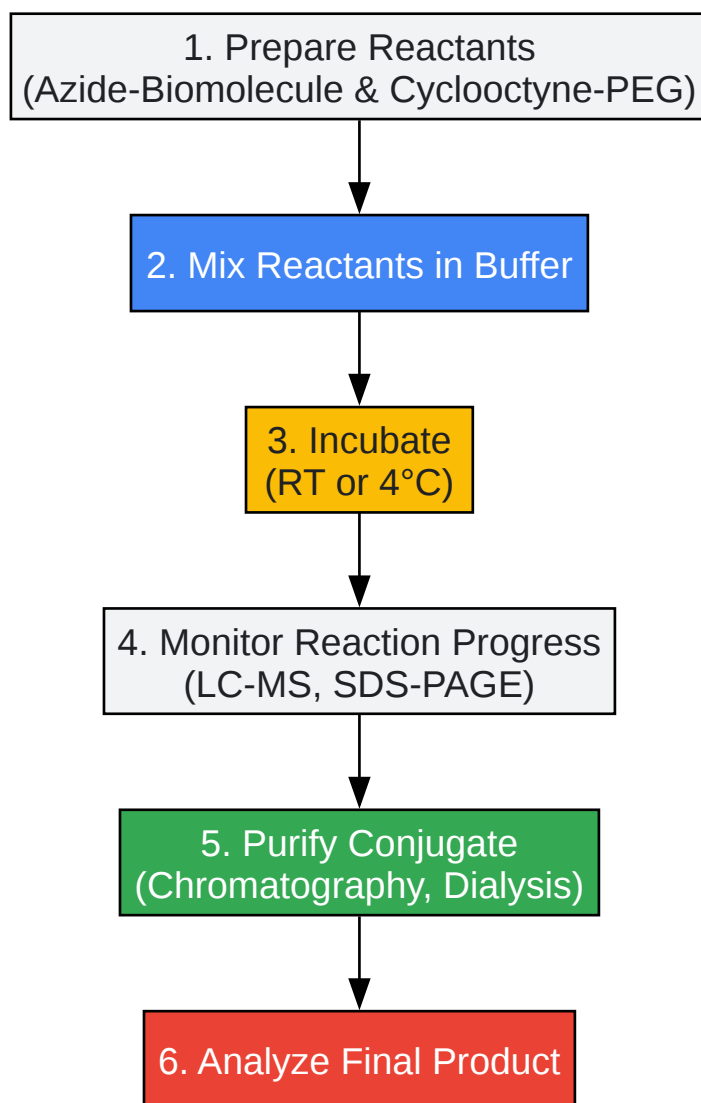 1. Prepare Reactants
(Azide-Biomolecule & Cyclooctyne-PEG)
2. Mix Reactants in Buffer
3. Incubate
(RT or 4°C)
4. Monitor Reaction Progress
(LC-MS, SDS-PAGE)
5. Purify Conjugate
(Chromatography, Dialysis)
6. Analyze Final Product